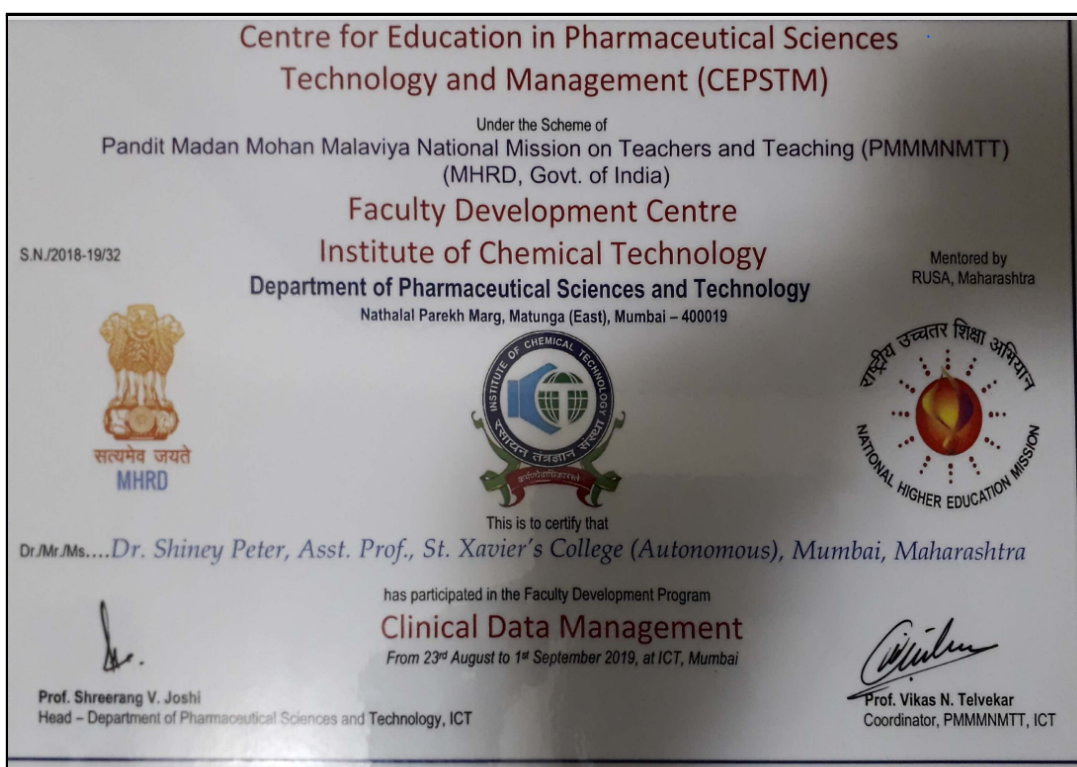 Centre for Education in Pharmaceutical Sciences
Technology and Management (CEPSTM)
Under the Scheme of
Pandit Madan Mohan Malaviya National Mission on Teachers and Teaching (PMMMNMTT)
(MHRD, Govt. of India)
Faculty Development Centre
S.N./2018-19/32
Institute of Chemical Technology
Mentored by
RUSA, Maharashtra
Department of Pharmaceutical Sciences and Technology
Nathalal Parekh Marg, Matunga (East), Mumbai – 400019
सत्यमेव जयते
MHRD
INSTITUTE OF CHEMICAL TECHNOLOGY
रसायन तंत्रज्ञान संस्था
राष्ट्रीय उच्चतर शिक्षा अभियान
NATIONAL HIGHER EDUCATION MISSION
This is to certify that
Dr./Mr./Ms....Dr. Shiney Peter, Asst. Prof., St. Xavier's College (Autonomous), Mumbai, Maharashtra
has participated in the Faculty Development Program
Clinical Data Management
From 23rd August to 1st September 2019, at ICT, Mumbai
Prof. Shreerang V. Joshi
Head – Department of Pharmaceutical Sciences and Technology, ICT
Prof. Vikas N. Telvekar
Coordinator, PMMMNMTT, ICT